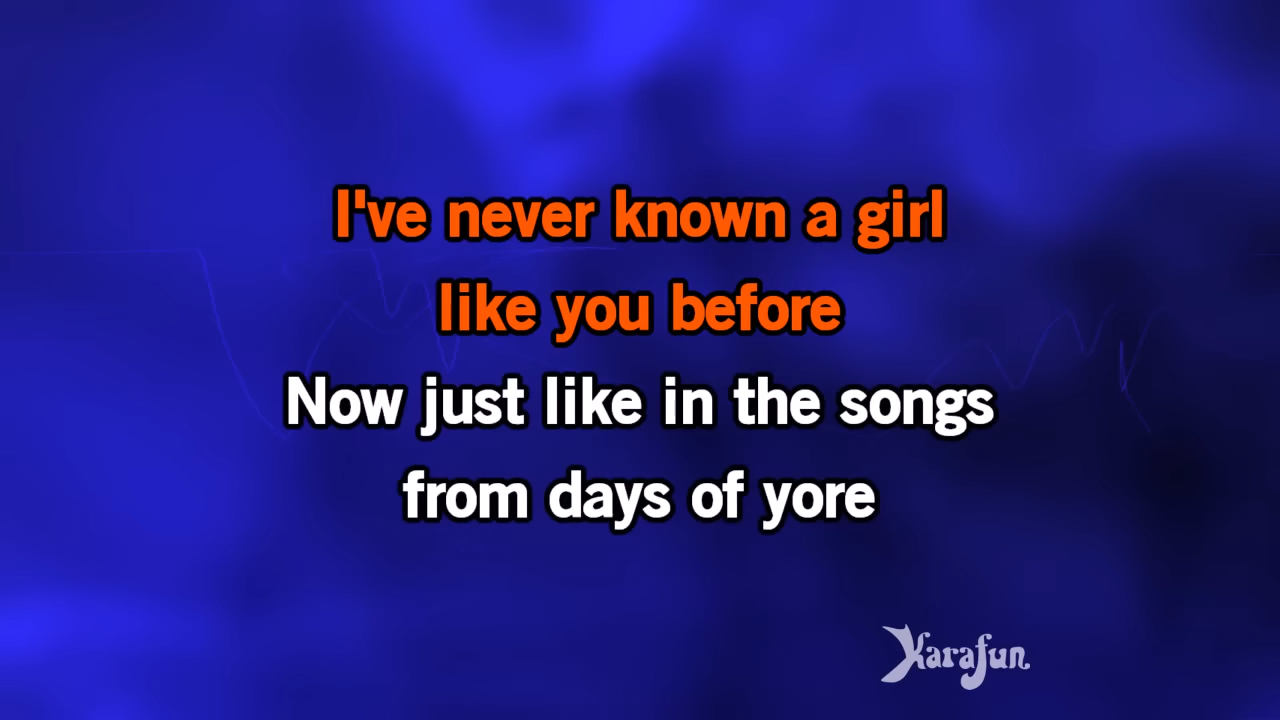 I've never known a girl
like you before
Now just like in the songs
from days of yore
Karafun